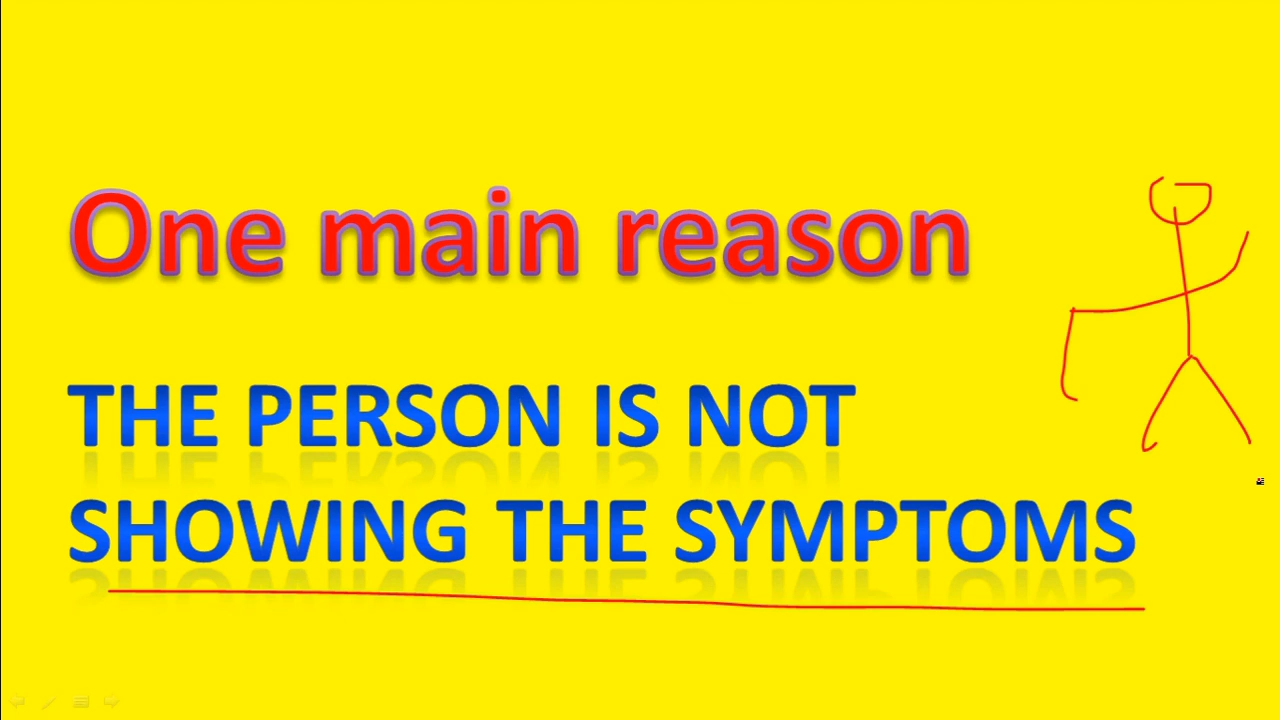 One main reason
THE PERSON IS NOT
SHOWING THE SYMPTOMS